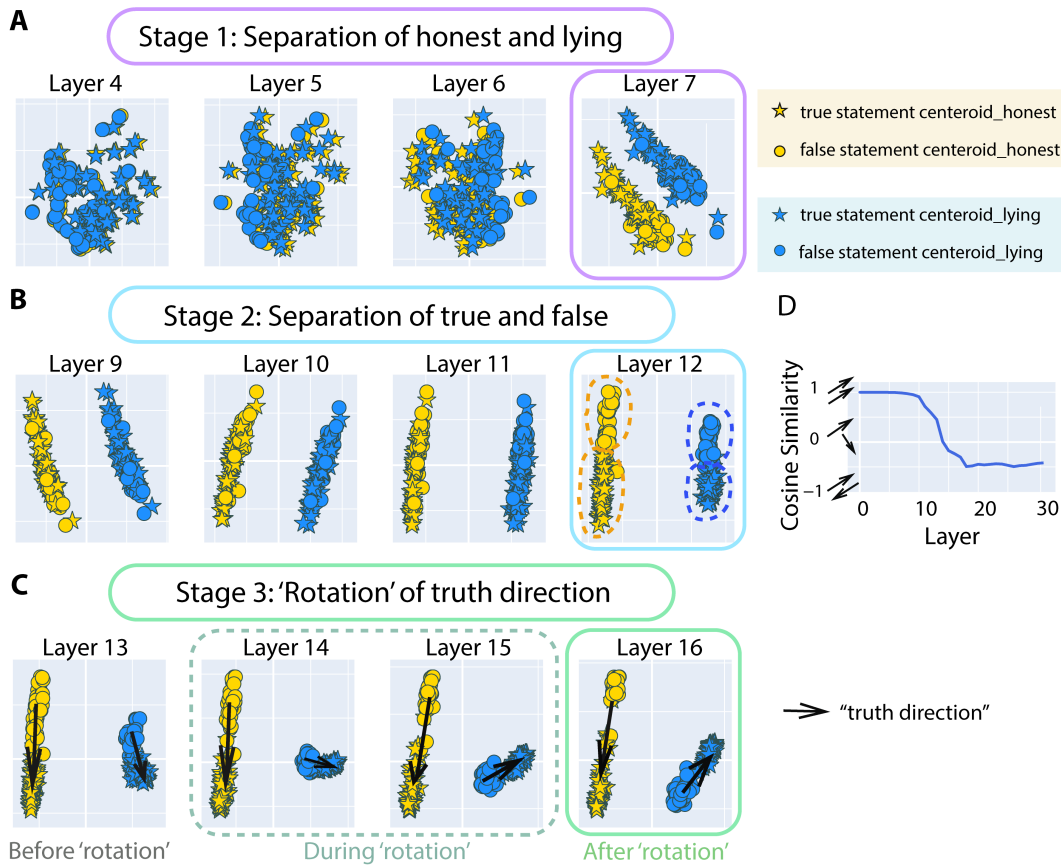 A
Stage 1: Separation of honest and lying
Layer 4
Layer 5
Layer 6
Layer 7
true statement centeroid_honest
false statement centeroid_honest
true statement centeroid_lying
false statement centeroid_lying
B
Stage 2: Separation of true and false
Layer 9
Layer 10
Layer 11
Layer 12
D
Cosine Similarity
1
0
−1
0
10
20
30
Layer
C
Stage 3: ‘Rotation’ of truth direction
Layer 13
Layer 14
Layer 15
Layer 16
“truth direction”
Before ‘rotation’
During ‘rotation’
After ‘rotation’